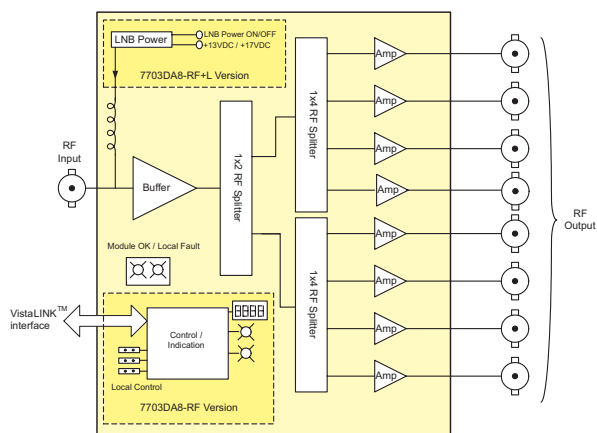 LNB Power
LNB Power ON/OFF
+13VDC / +17VDC
7703DA8-RF+L Version
RF
Input
Buffer
1x2 RF Splitter
1x4 RF Splitter
1x4 RF Splitter
Amp
Amp
Amp
Amp
Amp
Amp
Amp
Amp
RF
Output
Module OK / Local Fault
VistaLINK™
interface
Control /
Indication
Local Control
7703DA8-RF Version